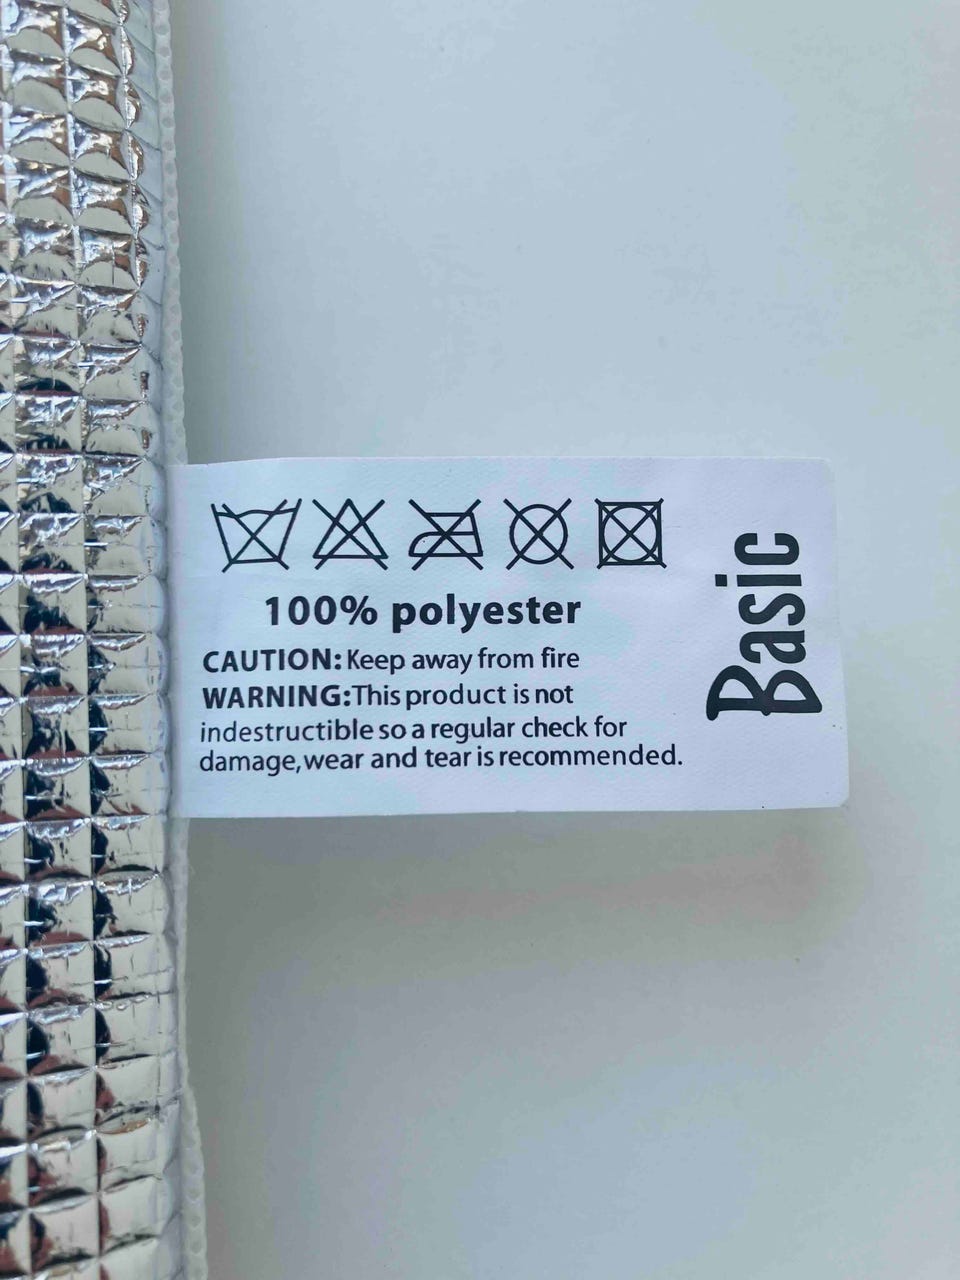 100% polyester
CAUTION: Keep away from fire
WARNING:This product is not
indestructible so a regular check for
damage, wear and tear is recommended.
Basic